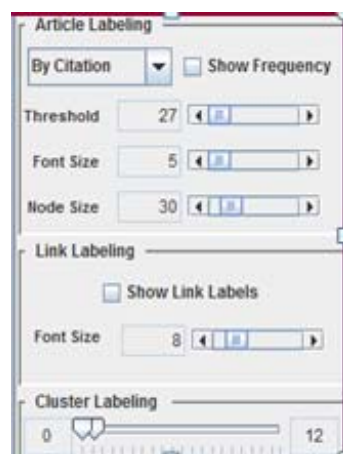 Article Labeling
By Citation Show Frequency
Threshold 27
Font Size 5
Node Size 30
Link Labeling
Show Link Labels
Font Size 8
Cluster Labeling
0 12